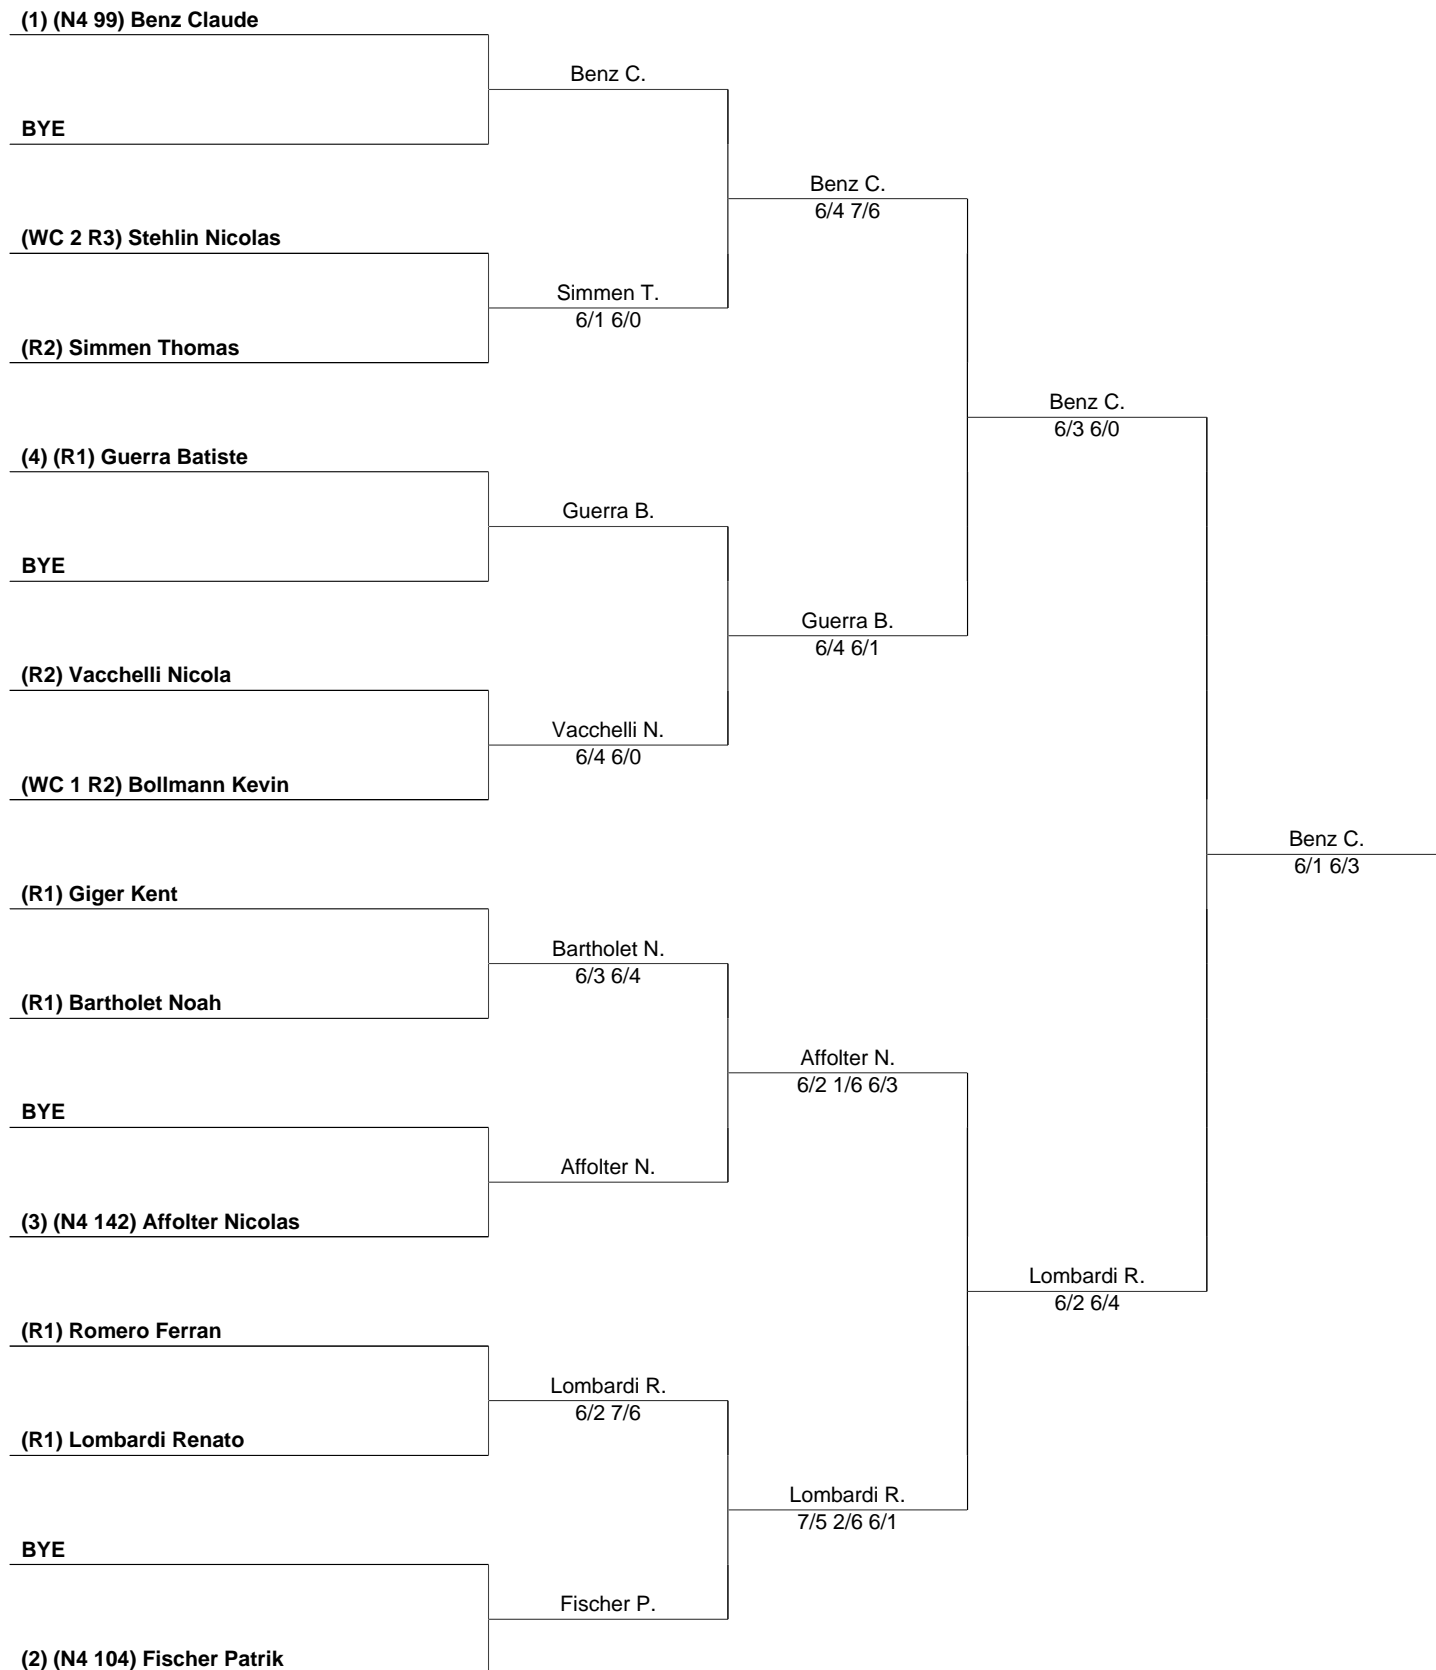 (1) (N4 99) Benz Claude
Benz C.
BYE
Benz C.
6/4 7/6
(WC 2 R3) Stehlin Nicolas
Simmen T.
6/1 6/0
(R2) Simmen Thomas
Benz C.
6/3 6/0
(4) (R1) Guerra Batiste
Guerra B.
BYE
Guerra B.
6/4 6/1
(R2) Vacchelli Nicola
Vacchelli N.
6/4 6/0
(WC 1 R2) Bollmann Kevin
Benz C.
6/1 6/3
(R1) Giger Kent
Bartholet N.
6/3 6/4
(R1) Bartholet Noah
Affolter N.
6/2 1/6 6/3
BYE
Affolter N.
(3) (N4 142) Affolter Nicolas
Lombardi R.
6/2 6/4
(R1) Romero Ferran
Lombardi R.
6/2 7/6
(R1) Lombardi Renato
Lombardi R.
7/5 2/6 6/1
BYE
Fischer P.
(2) (N4 104) Fischer Patrik